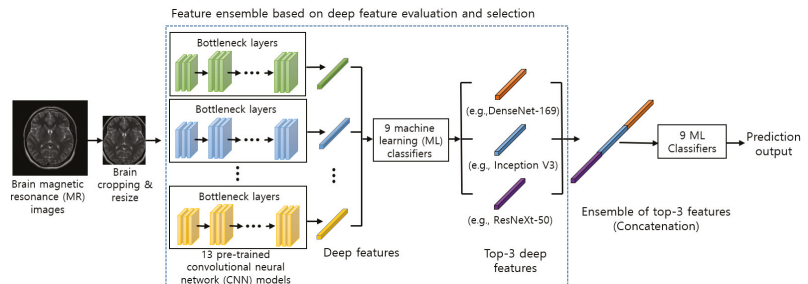 Feature ensemble based on deep feature evaluation and selection
Bottleneck layers
Bottleneck layers
Bottleneck layers
Brain magnetic
resonance (MR)
images
Brain
cropping &
resize
13 pre-trained
convolutional neural
network (CNN) models
Deep features
9 machine
learning (ML)
classifiers
(e.g.,DenseNet-169)
(e.g., Inception V3)
(e.g., ResNeXt-50)
Top-3 deep
features
Ensemble of top-3 features
(Concatenation)
9 ML
Classifiers
Prediction
output